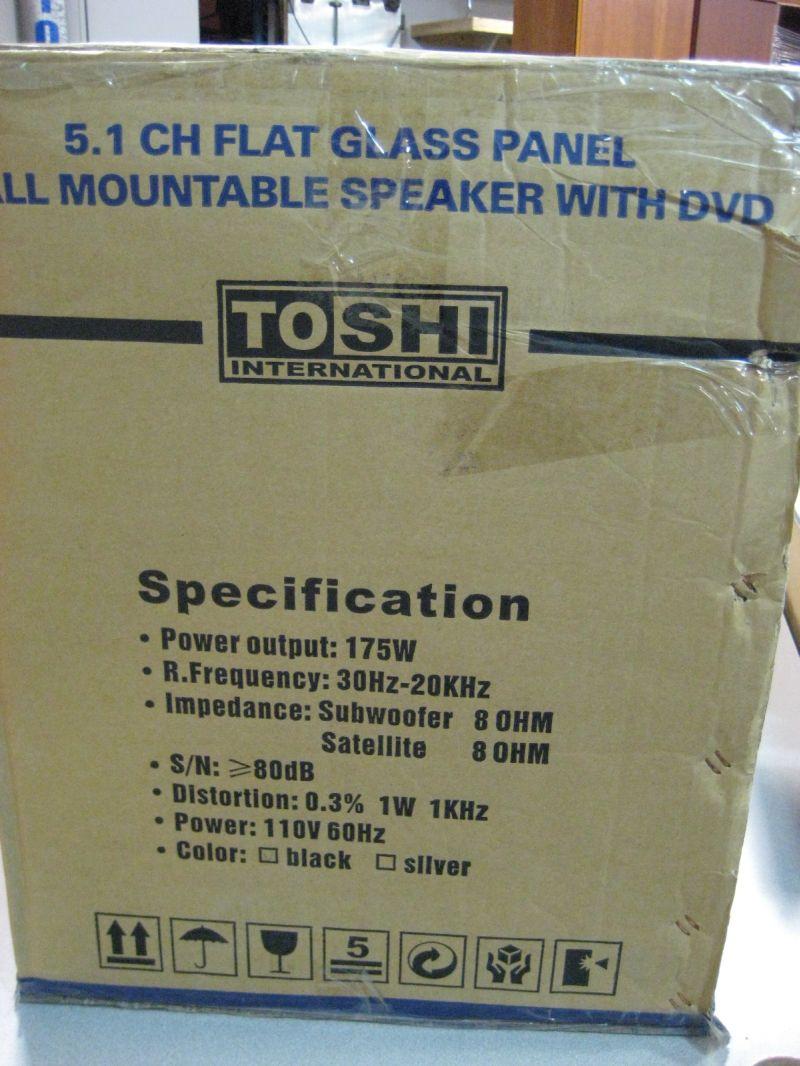 5.1 CH FLAT GLASS PANEL
ALL MOUNTABLE SPEAKER WITH DVD
TOSHI
INTERNATIONAL
Specification
• Power output: 175W
• R.Frequency: 30Hz-20KHz
• Impedance: Subwoofer 8 OHM
Satellite 8 OHM
• S/N: ≥80dB
• Distortion: 0.3% 1W 1KHz
• Power: 110V 60Hz
• Color: □ black □ silver
5